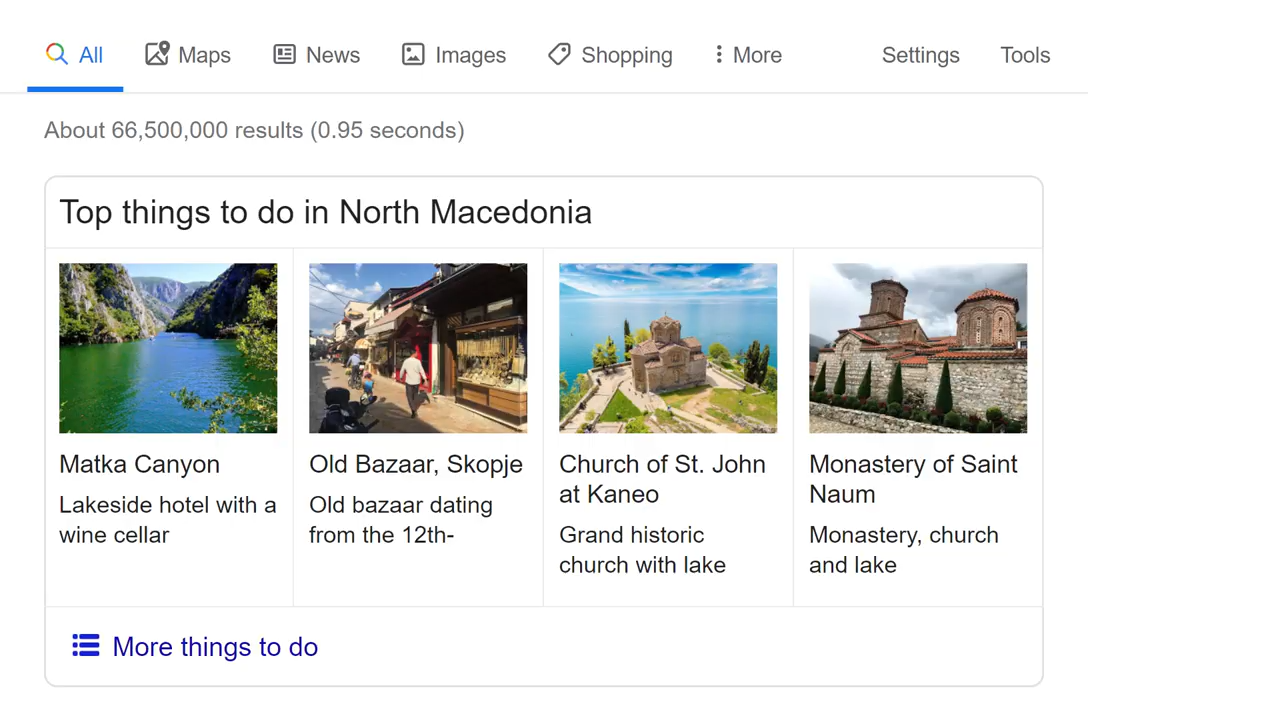 All Maps News Images Shopping More Settings Tools
About 66,500,000 results (0.95 seconds)
Top things to do in North Macedonia
Matka Canyon
Lakeside hotel with a
wine cellar
Old Bazaar, Skopje
Old bazaar dating
from the 12th-
Church of St. John
at Kaneo
Grand historic
church with lake
Monastery of Saint
Naum
Monastery, church
and lake
More things to do